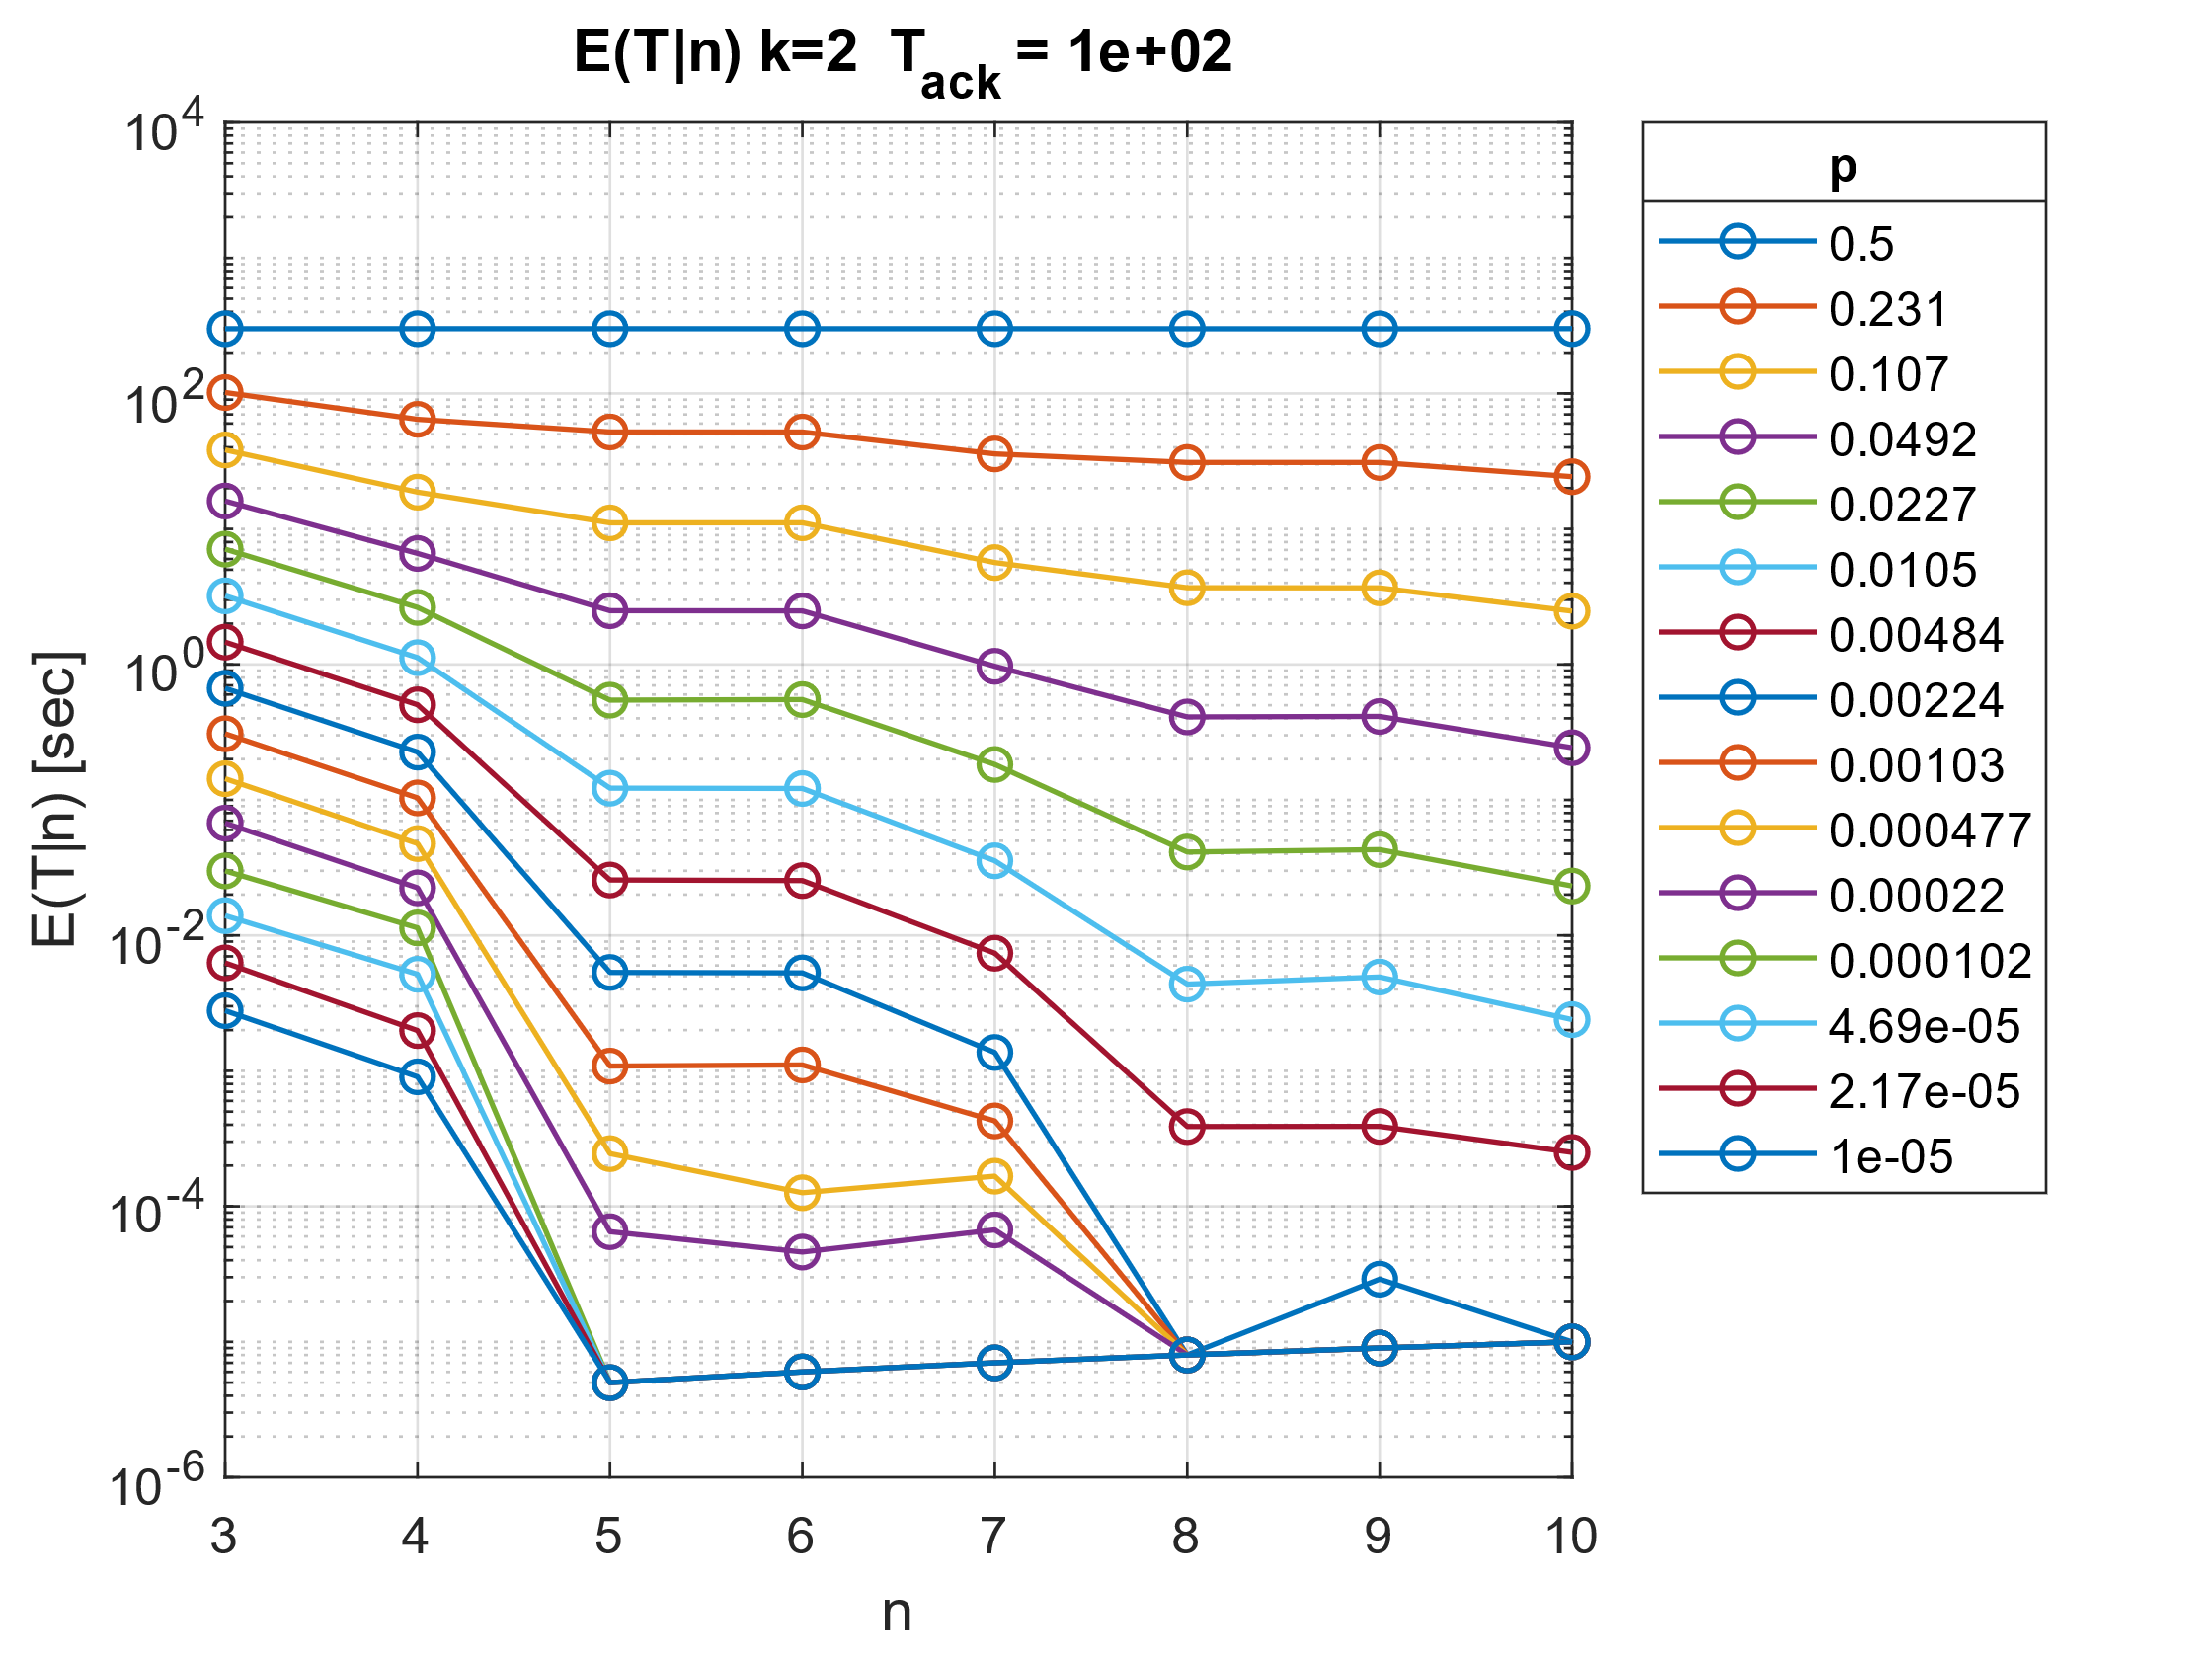 E(T|n) k=2 T_ack = 1e+02
10^4
10^2
10^0
10^-2
10^-4
10^-6
E(T|n) [sec]
3 4 5 6 7 8 9 10
n
p
0.5
0.231
0.107
0.0492
0.0227
0.0105
0.00484
0.00224
0.00103
0.000477
0.00022
0.000102
4.69e-05
2.17e-05
1e-05